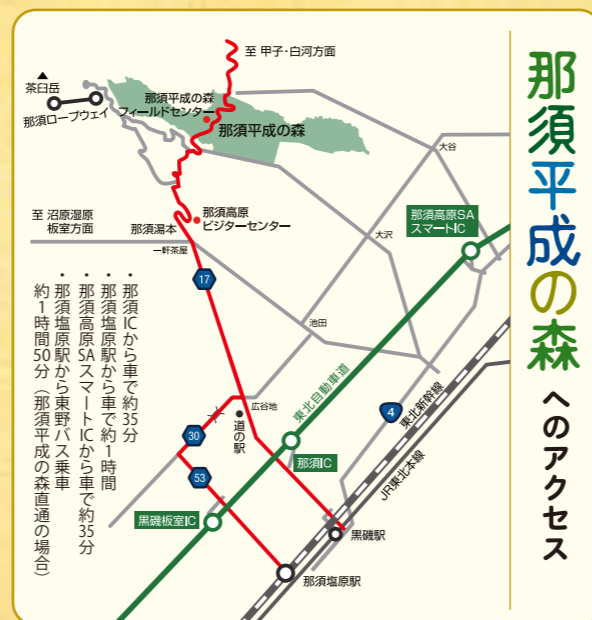 那須平成の森へのアクセス
至 甲子・白河方面
茶臼岳
那須ロープウェイ
那須平成の森
フィールドセンター
那須平成の森
大谷
至 沼原湿原
板室方面
那須湯本
那須高原
ビジターセンター
一軒茶屋
大沢
那須高原SA
スマートIC
17
池田
東北自動車道
広谷地
道の駅
4
東北新幹線
30
那須IC
JR東北本線
53
黒磯板室IC
黒磯駅
那須塩原駅
・那須ICから車で約35分
・那須塩原駅から車で約1時間
・那須高原SAスマートICから車で約35分
・那須塩原駅から東野バス乗車
約1時間50分（那須平成の森直通の場合）